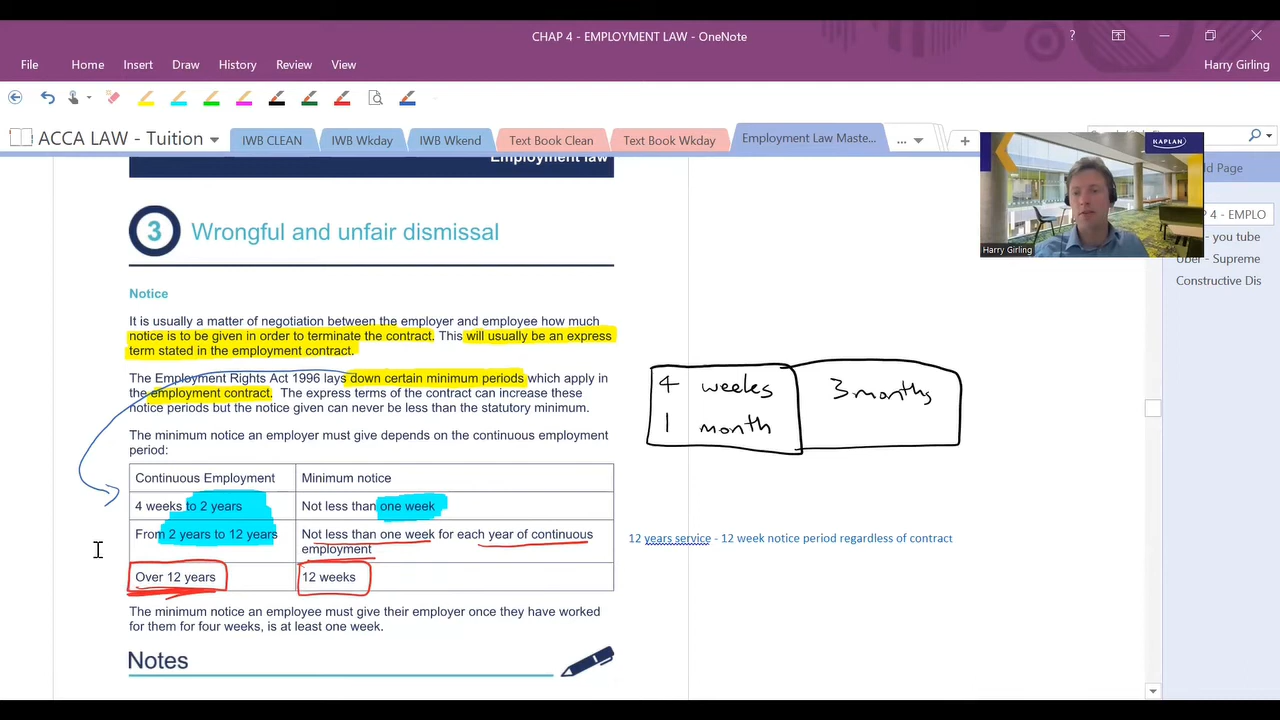 CHAP 4 - EMPLOYMENT LAW - OneNote
?
File Home Insert Draw History Review View
Harry Girling
ACCA LAW - Tuition
IWB CLEAN
IWB Wkday
IWB Wkend
Text Book Clean
Text Book Wkday
Employment Law Maste...
...
KAPLAN
Harry Girling
d Page
4 - EMPLO
- you tube
Uber - Supreme
Constructive Dis
Employment law
3 Wrongful and unfair dismissal
Notice
It is usually a matter of negotiation between the employer and employee how much
notice is to be given in order to terminate the contract. This will usually be an express
term stated in the employment contract.
The Employment Rights Act 1996 lays down certain minimum periods which apply in
the employment contract. The express terms of the contract can increase these
notice periods but the notice given can never be less than the statutory minimum.
The minimum notice an employer must give depends on the continuous employment
period:
Continuous Employment Minimum notice
4 weeks to 2 years Not less than one week
From 2 years to 12 years Not less than one week for each year of continuous
employment
Over 12 years 12 weeks
The minimum notice an employee must give their employer once they have worked
for them for four weeks, is at least one week.
Notes
4 weeks 3 months
1 month
12 years service - 12 week notice period regardless of contract